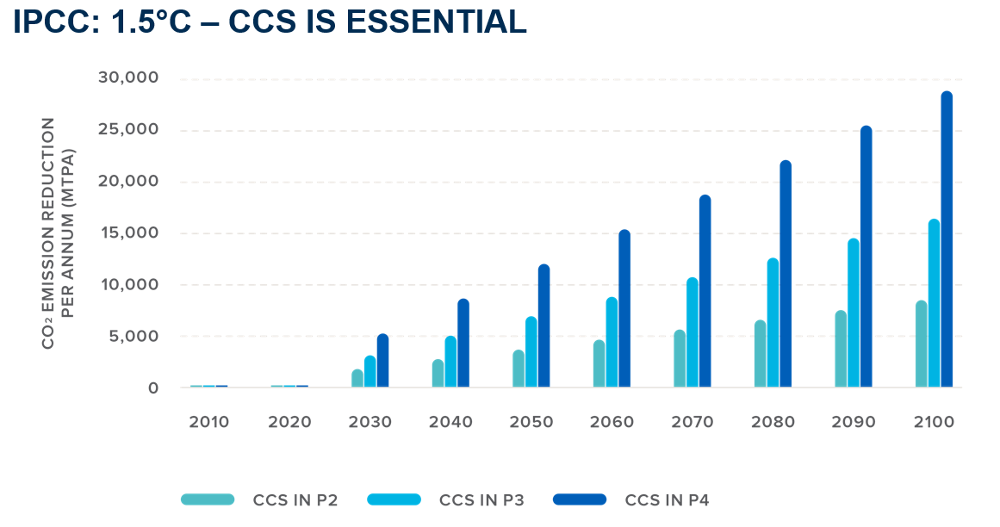 IPCC: 1.5°C – CCS IS ESSENTIAL
CO₂ EMISSION REDUCTION
PER ANNUM (MTPA)
30,000
25,000
20,000
15,000
10,000
5,000
0
2010 2020 2030 2040 2050 2060 2070 2080 2090 2100
CCS IN P2 CCS IN P3 CCS IN P4